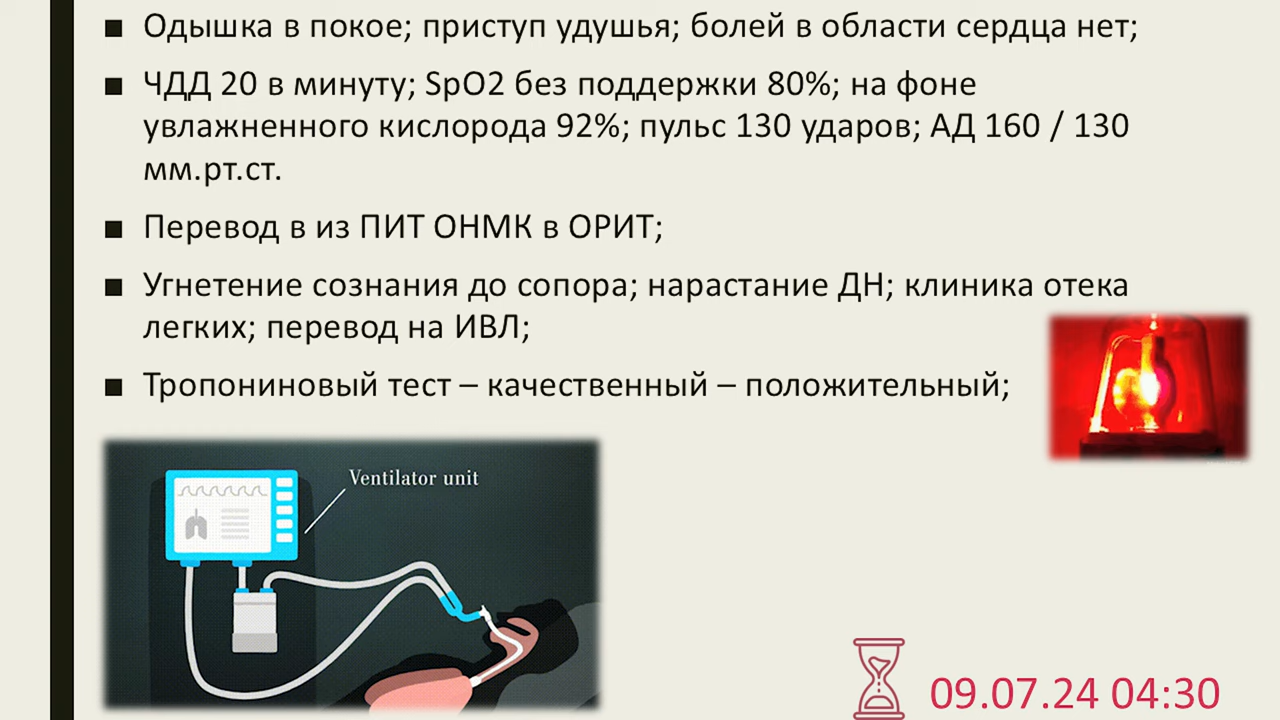 ■ Одышка в покое; приступ удушья; болей в области сердца нет;
■ ЧДД 20 в минуту; SpO2 без поддержки 80%; на фоне
увлажненного кислорода 92%; пульс 130 ударов; АД 160 / 130
мм.рт.ст.
■ Перевод в из ПИТ ОНМК в ОРИТ;
■ Угнетение сознания до сопора; нарастание ДН; клиника отека
легких; перевод на ИВЛ;
■ Тропониновый тест – качественный – положительный;
Ventilator unit
09.07.24 04:30